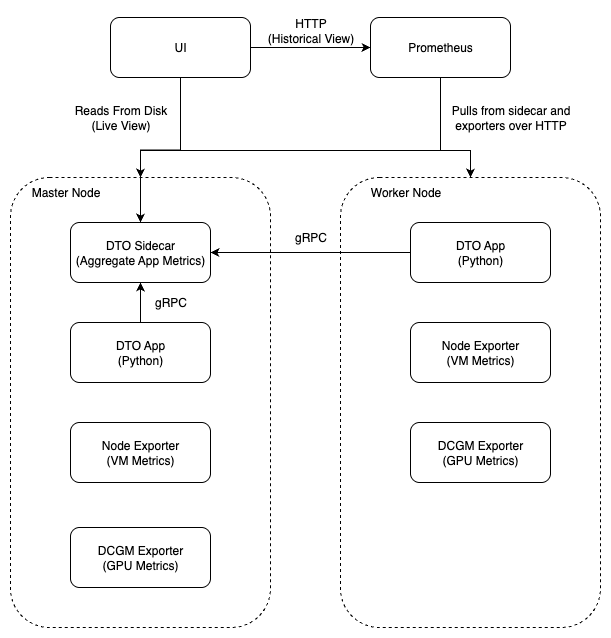 UI
HTTP
(Historical View)
Prometheus
Reads From Disk
(Live View)
Pulls from sidecar and
exporters over HTTP
Master Node
DTO Sidecar
(Aggregate App Metrics)
gRPC
DTO App
(Python)
Node Exporter
(VM Metrics)
DCGM Exporter
(GPU Metrics)
gRPC
Worker Node
DTO App
(Python)
Node Exporter
(VM Metrics)
DCGM Exporter
(GPU Metrics)